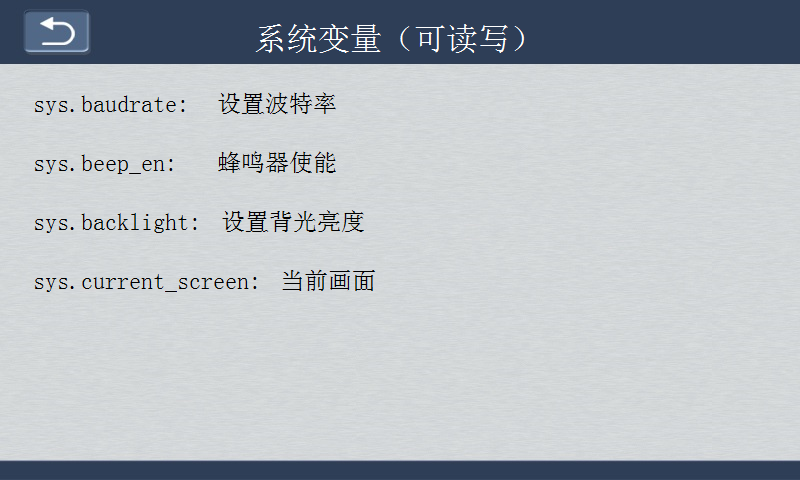 系统变量（可读写）
sys.baudrate: 设置波特率
sys.beep_en: 蜂鸣器使能
sys.backlight: 设置背光亮度
sys.current_screen: 当前画面